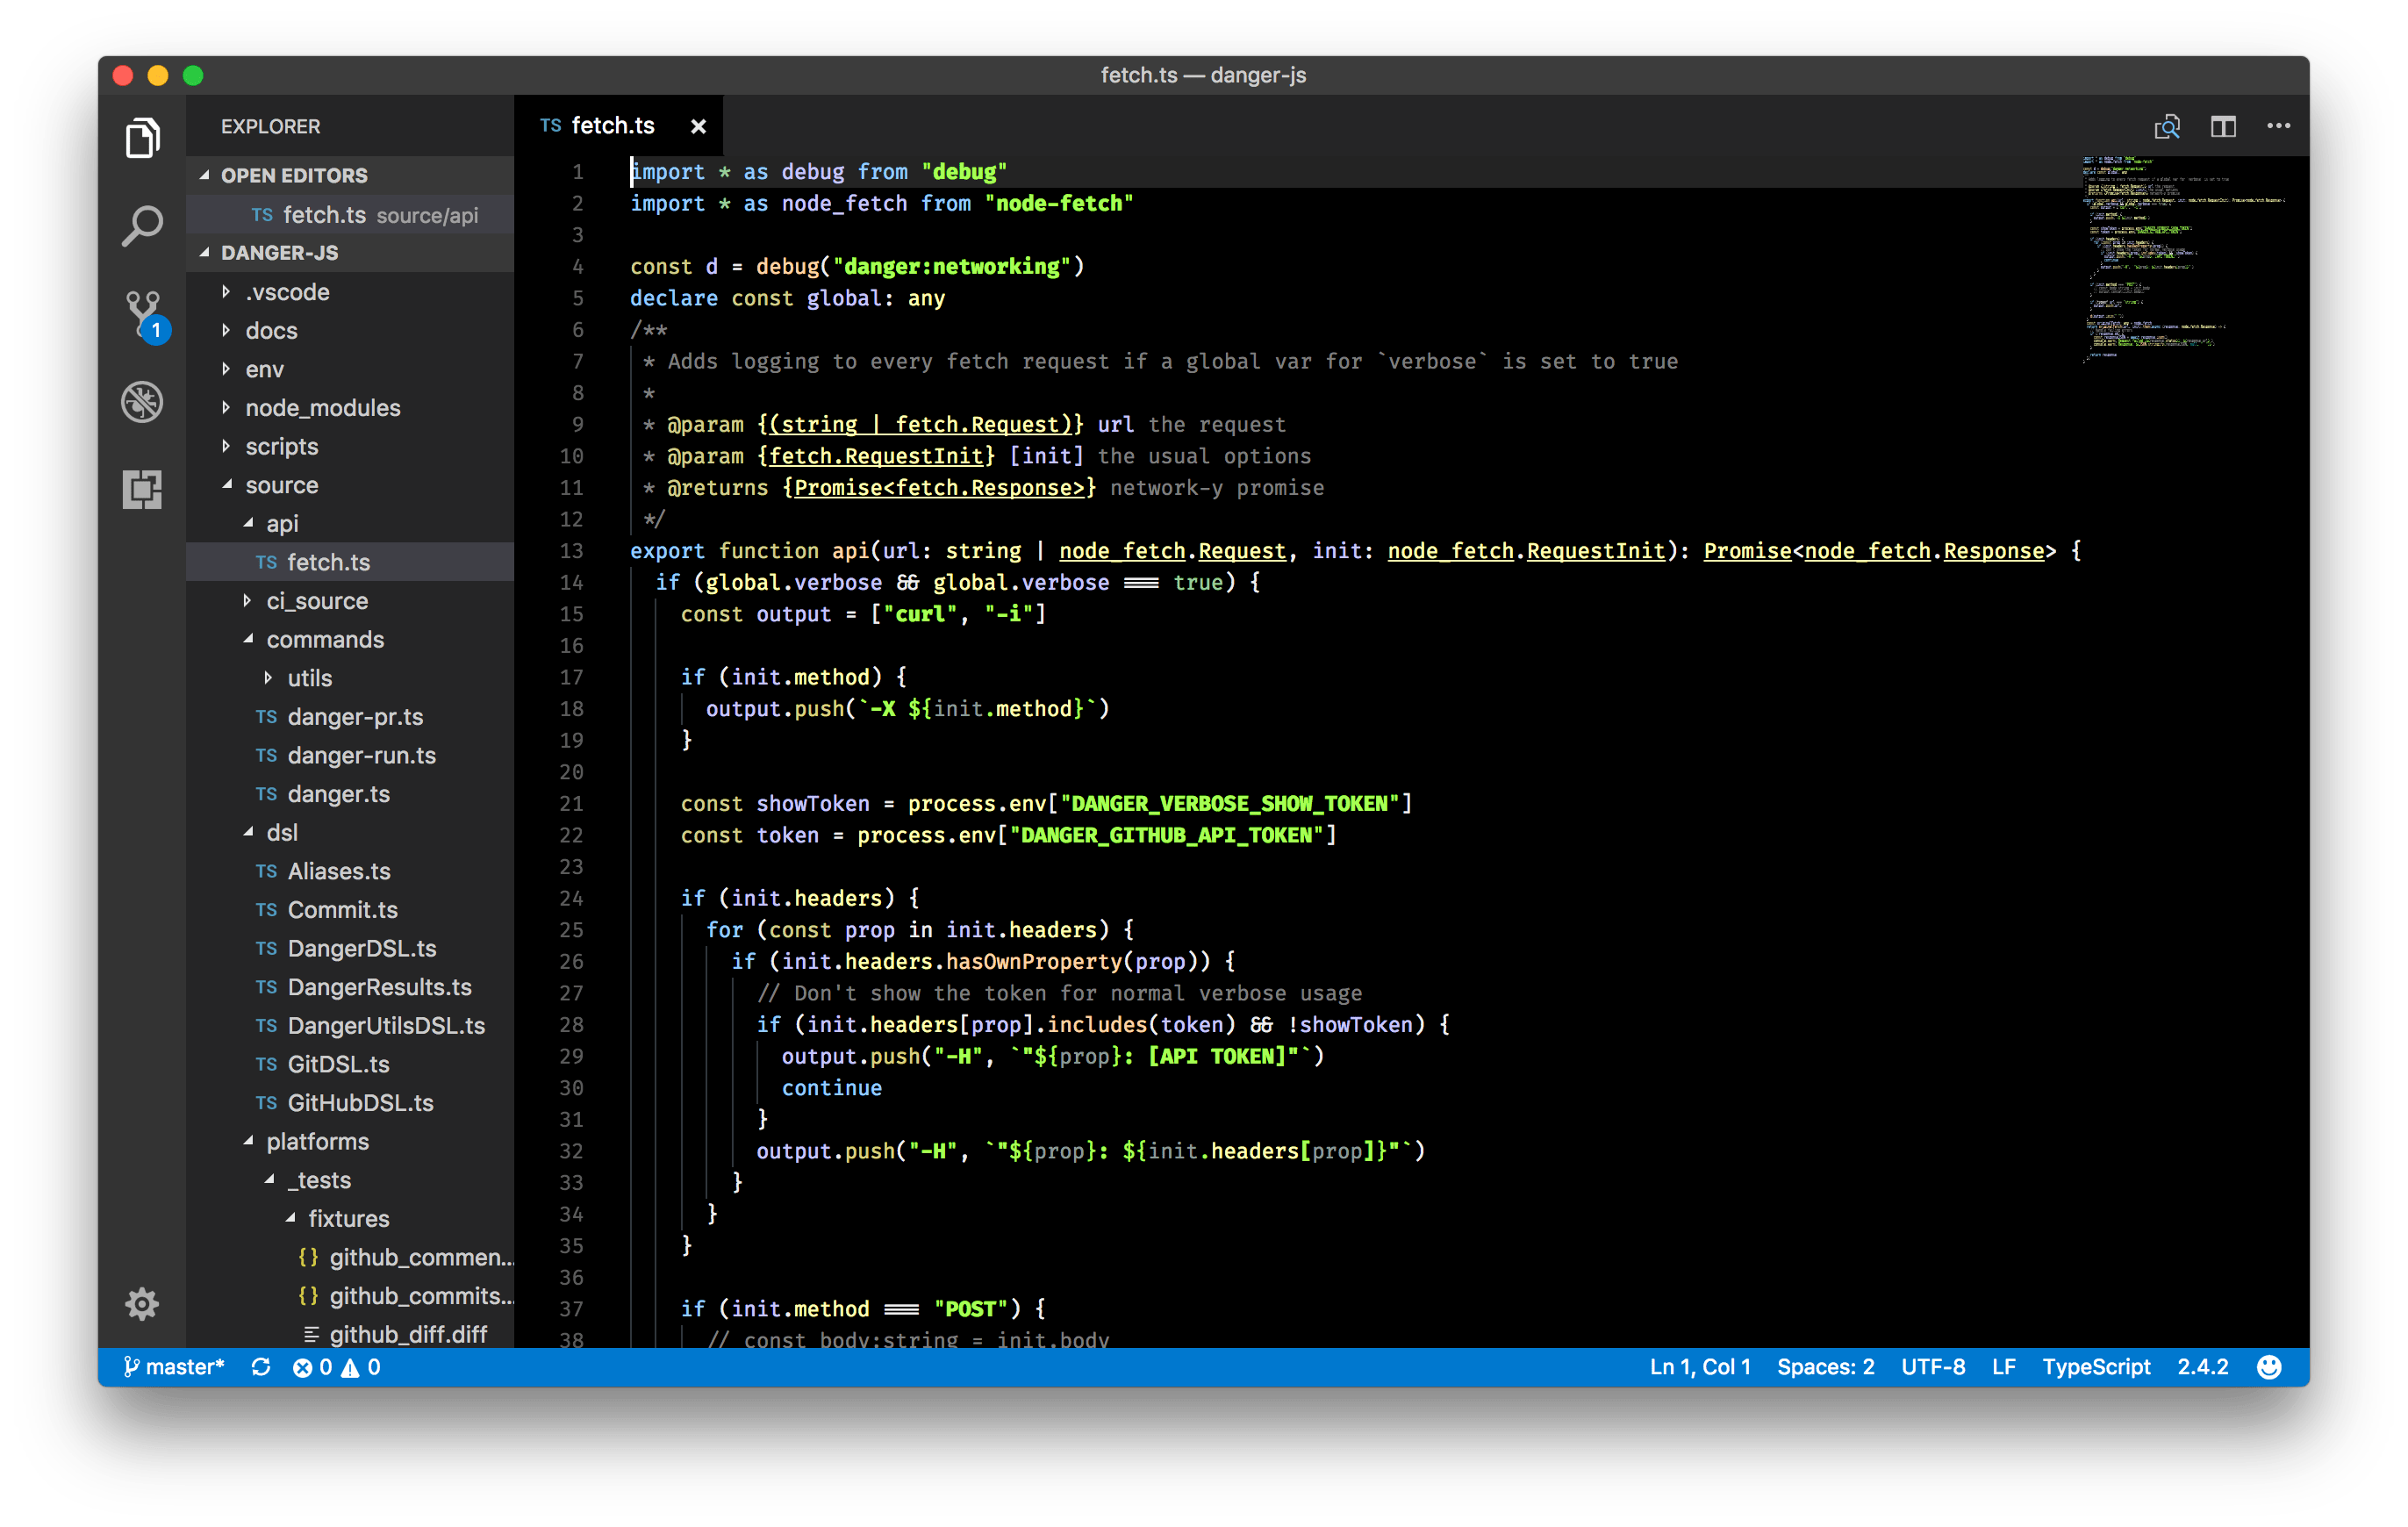 fetch.ts — danger-js
EXPLORER
OPEN EDITORS
TS fetch.ts source/api
DANGER-JS
.vscode
docs
env
node_modules
scripts
source
api
TS fetch.ts
ci_source
commands
utils
TS danger-pr.ts
TS danger-run.ts
TS danger.ts
dsl
TS Aliases.ts
TS Commit.ts
TS DangerDSL.ts
TS DangerResults.ts
TS DangerUtilsDSL.ts
TS GitDSL.ts
TS GitHubDSL.ts
platforms
_tests
fixtures
{} github_commen...
{} github_commits...
github_diff.diff
1
TS fetch.ts ×
1 import * as debug from "debug"
2 import * as node_fetch from "node-fetch"
3
4 const d = debug("danger:networking")
5 declare const global: any
6 /**
7  * Adds logging to every fetch request if a global var for `verbose` is set to true
8  *
9  * @param {(string | fetch.Request)} url the request
10  * @param {fetch.RequestInit} [init] the usual options
11  * @returns {Promise<fetch.Response>} network-y promise
12  */
13 export function api(url: string | node_fetch.Request, init: node_fetch.RequestInit): Promise<node_fetch.Response> {
14   if (global.verbose && global.verbose === true) {
15     const output = ["curl", "-i"]
16
17     if (init.method) {
18       output.push(`-X ${init.method}`)
19     }
20
21     const showToken = process.env["DANGER_VERBOSE_SHOW_TOKEN"]
22     const token = process.env["DANGER_GITHUB_API_TOKEN"]
23
24     if (init.headers) {
25       for (const prop in init.headers) {
26         if (init.headers.hasOwnProperty(prop)) {
27           // Don't show the token for normal verbose usage
28           if (init.headers[prop].includes(token) && !showToken) {
29             output.push("-H", `"${prop}: [API TOKEN]"`)
30             continue
31           }
32           output.push("-H", `"${prop}: ${init.headers[prop]}"`)
33         }
34       }
35     }
36
37     if (init.method === "POST") {
38       // const body:string = init.body
master* 0 0
Ln 1, Col 1 Spaces: 2 UTF-8 LF TypeScript 2.4.2